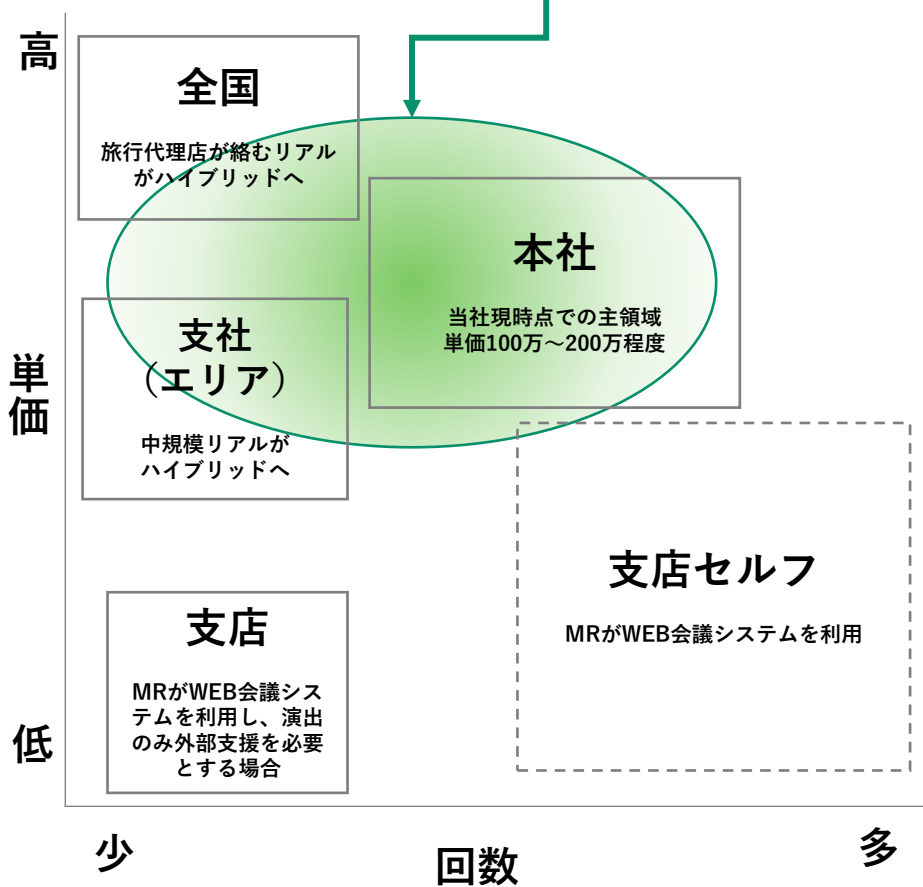 高
全国
旅行代理店が絡むリアル
がハイブリッドへ
本社
当社現時点での主領域
単価100万～200万程度
支社
（エリア）
中規模リアルが
ハイブリッドへ
単価
支店セルフ
MRがWEB会議システムを利用
支店
MRがWEB会議シス
テムを利用し、演出
のみ外部支援を必要
とする場合
低
少
回数
多